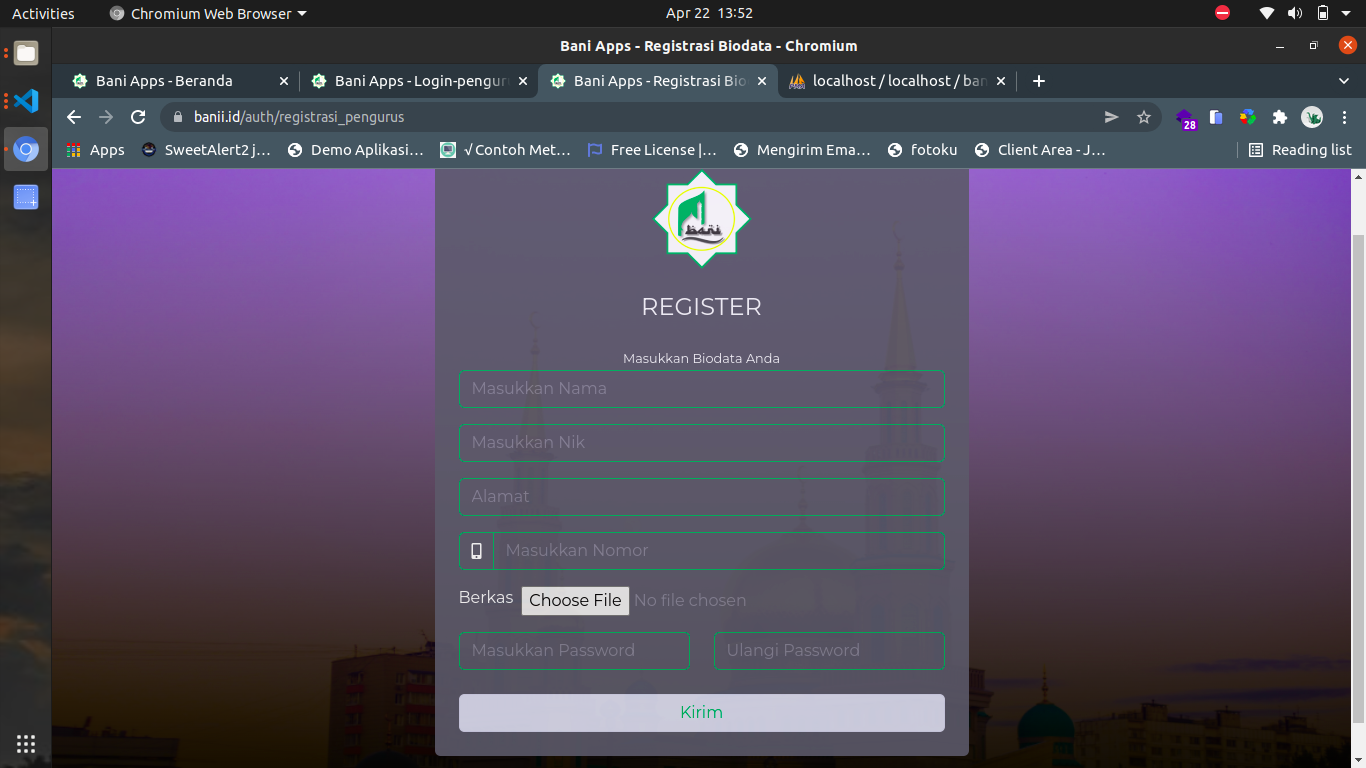 Activities Chromium Web Browser Apr 22 13:52
Bani Apps - Registrasi Biodata - Chromium
Bani Apps - Beranda Bani Apps - Login-pengur Bani Apps - Registrasi Bio localhost / localhost / ban
banii.id/auth/registrasi_pengurus 28
Apps SweetAlert2 j... Demo Aplikasi... √ Contoh Met... Free License |... Mengirim Ema... fotoku Client Area - J... Reading list
BANI
REGISTER
Masukkan Biodata Anda
Masukkan Nama
Masukkan Nik
Alamat
Masukkan Nomor
Berkas Choose File No file chosen
Masukkan Password Ulangi Password
Kirim